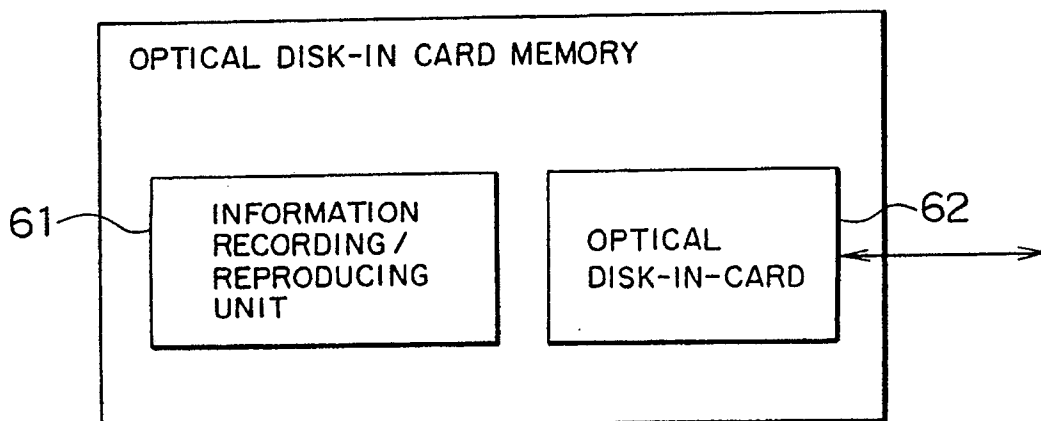 OPTICAL DISK-IN CARD MEMORY
61
INFORMATION
RECORDING/
REPRODUCING
UNIT
OPTICAL
DISK-IN-CARD
62